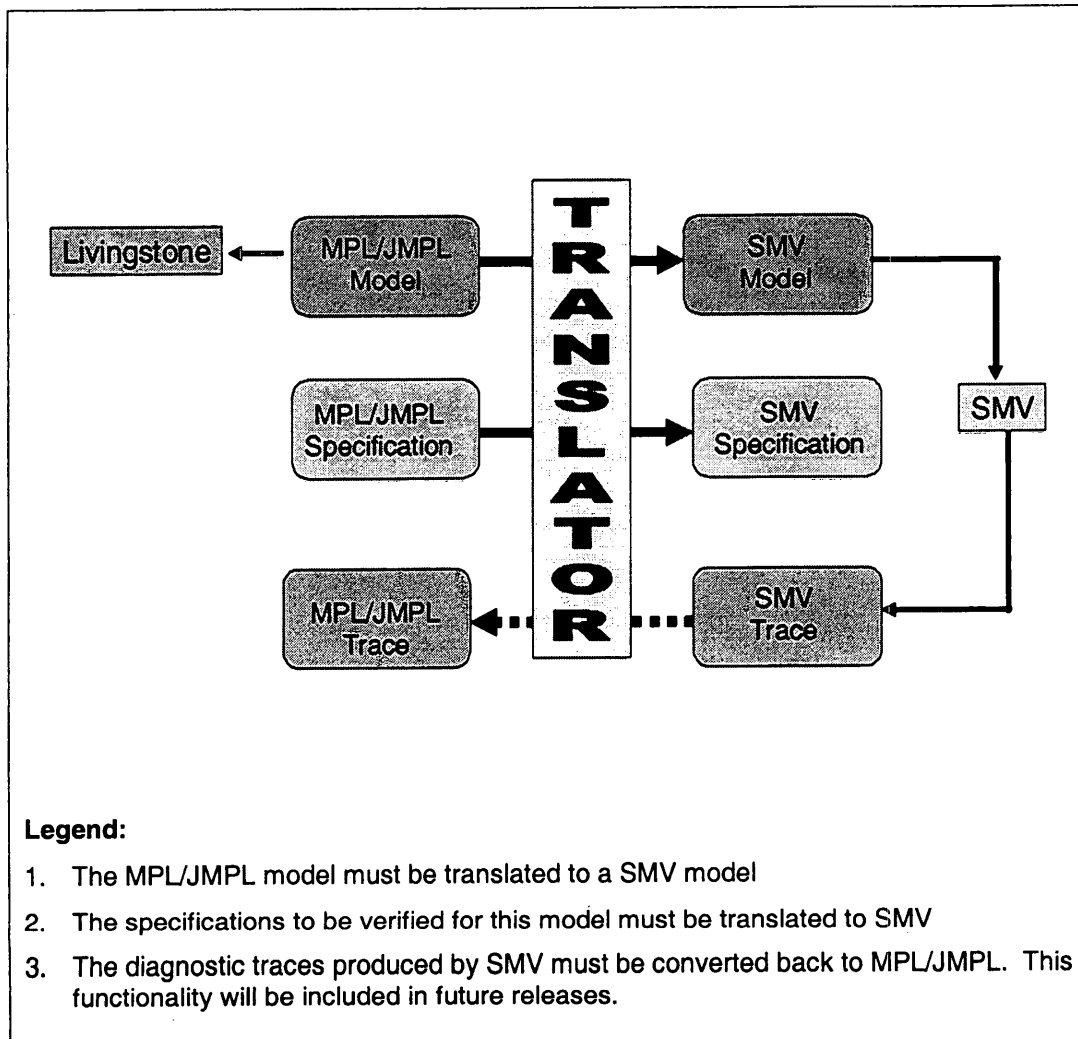 Livingstone
MPL/JMPL
Model
TRANSLATOR
SMV
Model
MPL/JMPL
Specification
SMV
Specification
SMV
MPL/JMPL
Trace
SMV
Trace
Legend:
1. The MPL/JMPL model must be translated to a SMV model
2. The specifications to be verified for this model must be translated to SMV
3. The diagnostic traces produced by SMV must be converted back to MPL/JMPL. This
functionality will be included in future releases.